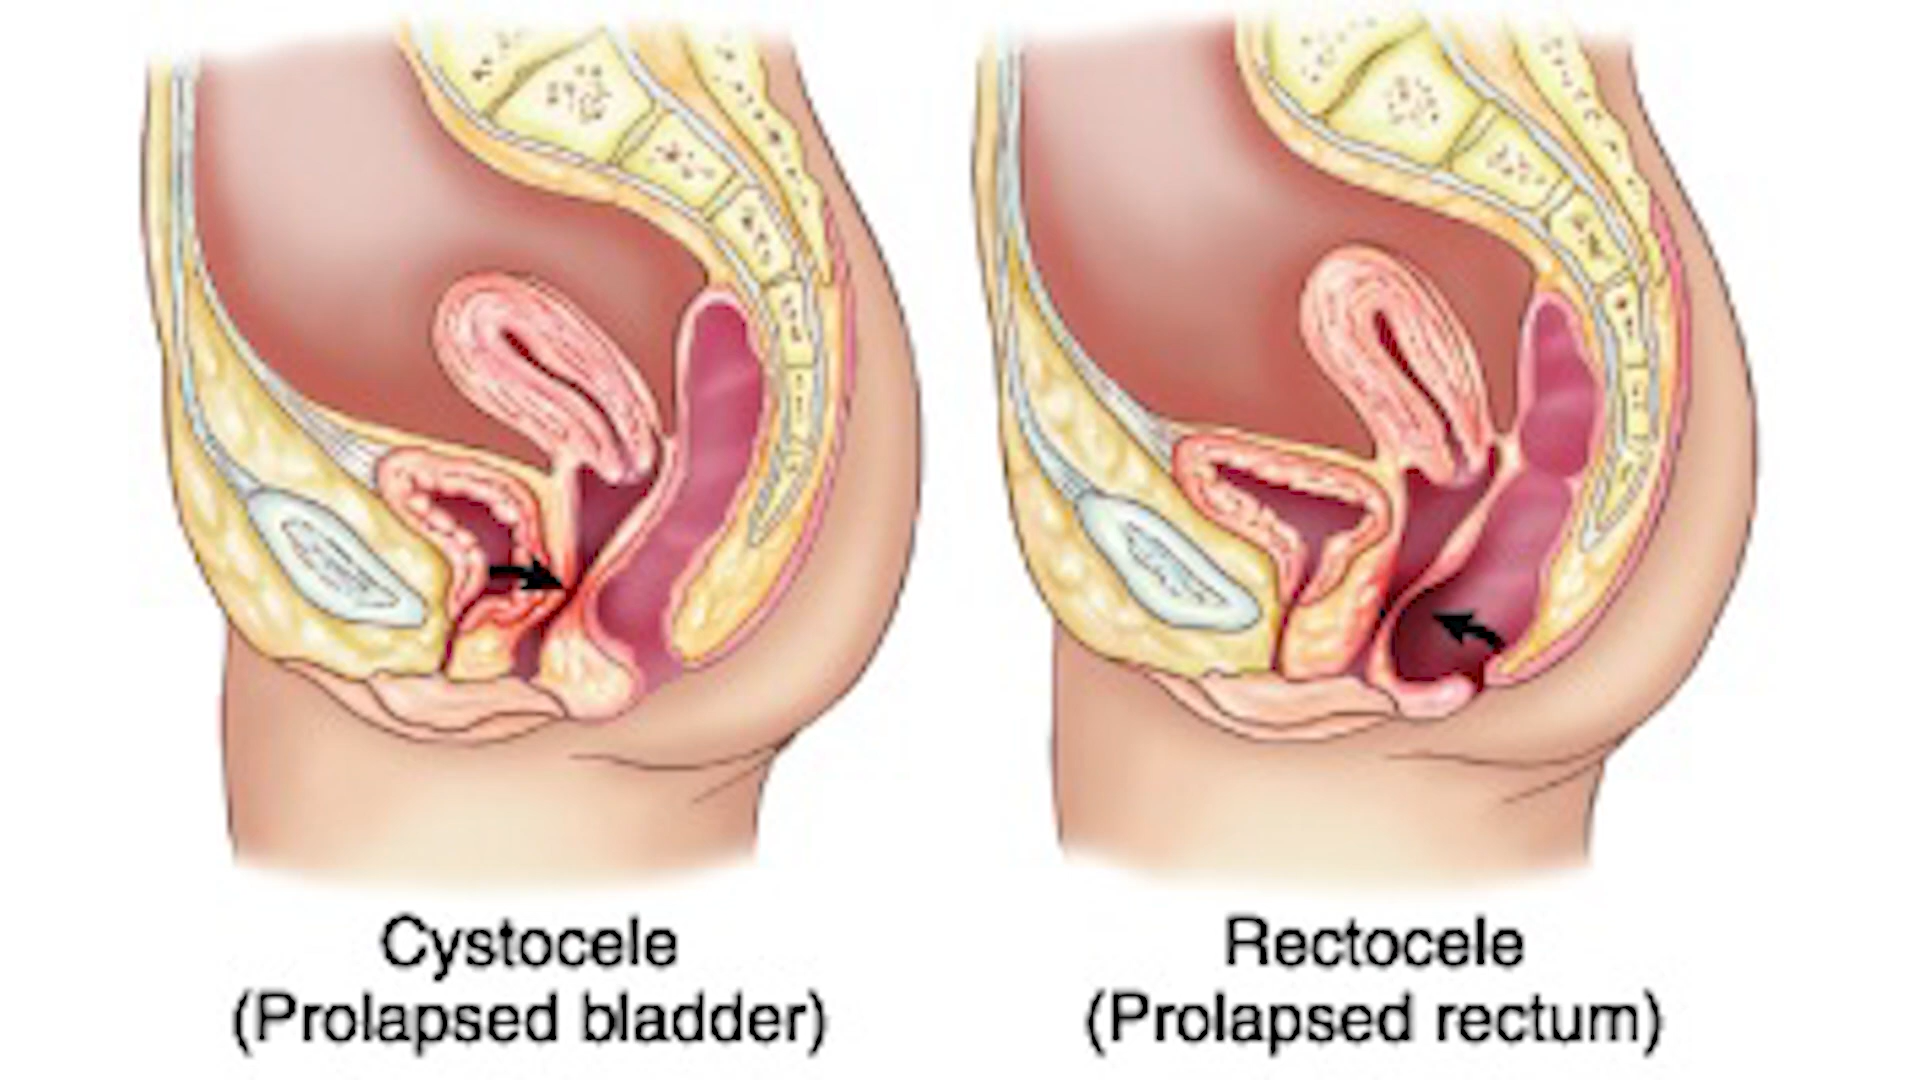 Cystocele
(Prolapsed bladder)
Rectocele
(Prolapsed rectum)